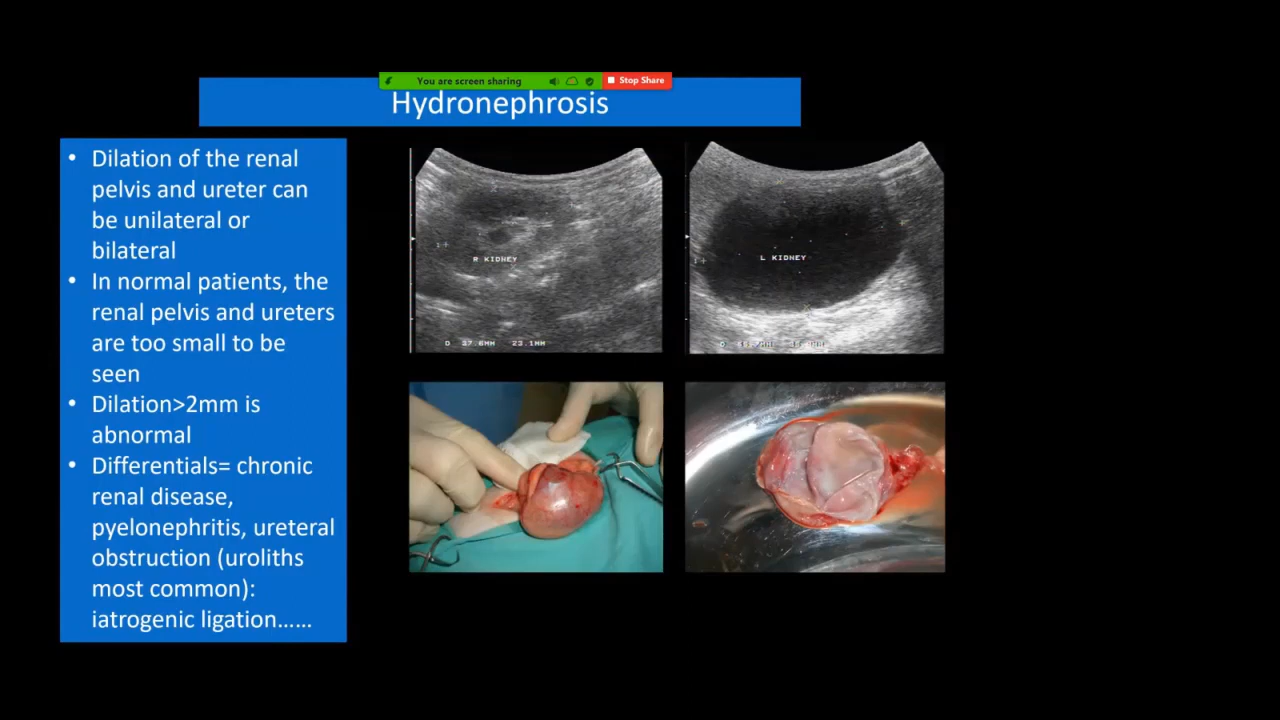 You are screen sharing
Stop Share
Hydronephrosis
• Dilation of the renal
pelvis and ureter can
be unilateral or
bilateral
• In normal patients, the
renal pelvis and ureters
are too small to be
seen
• Dilation>2mm is
abnormal
• Differentials= chronic
renal disease,
pyelonephritis, ureteral
obstruction (uroliths
most common):
iatrogenic ligation……
R KIDNEY
D 37.6MM 23.1MM
L KIDNEY